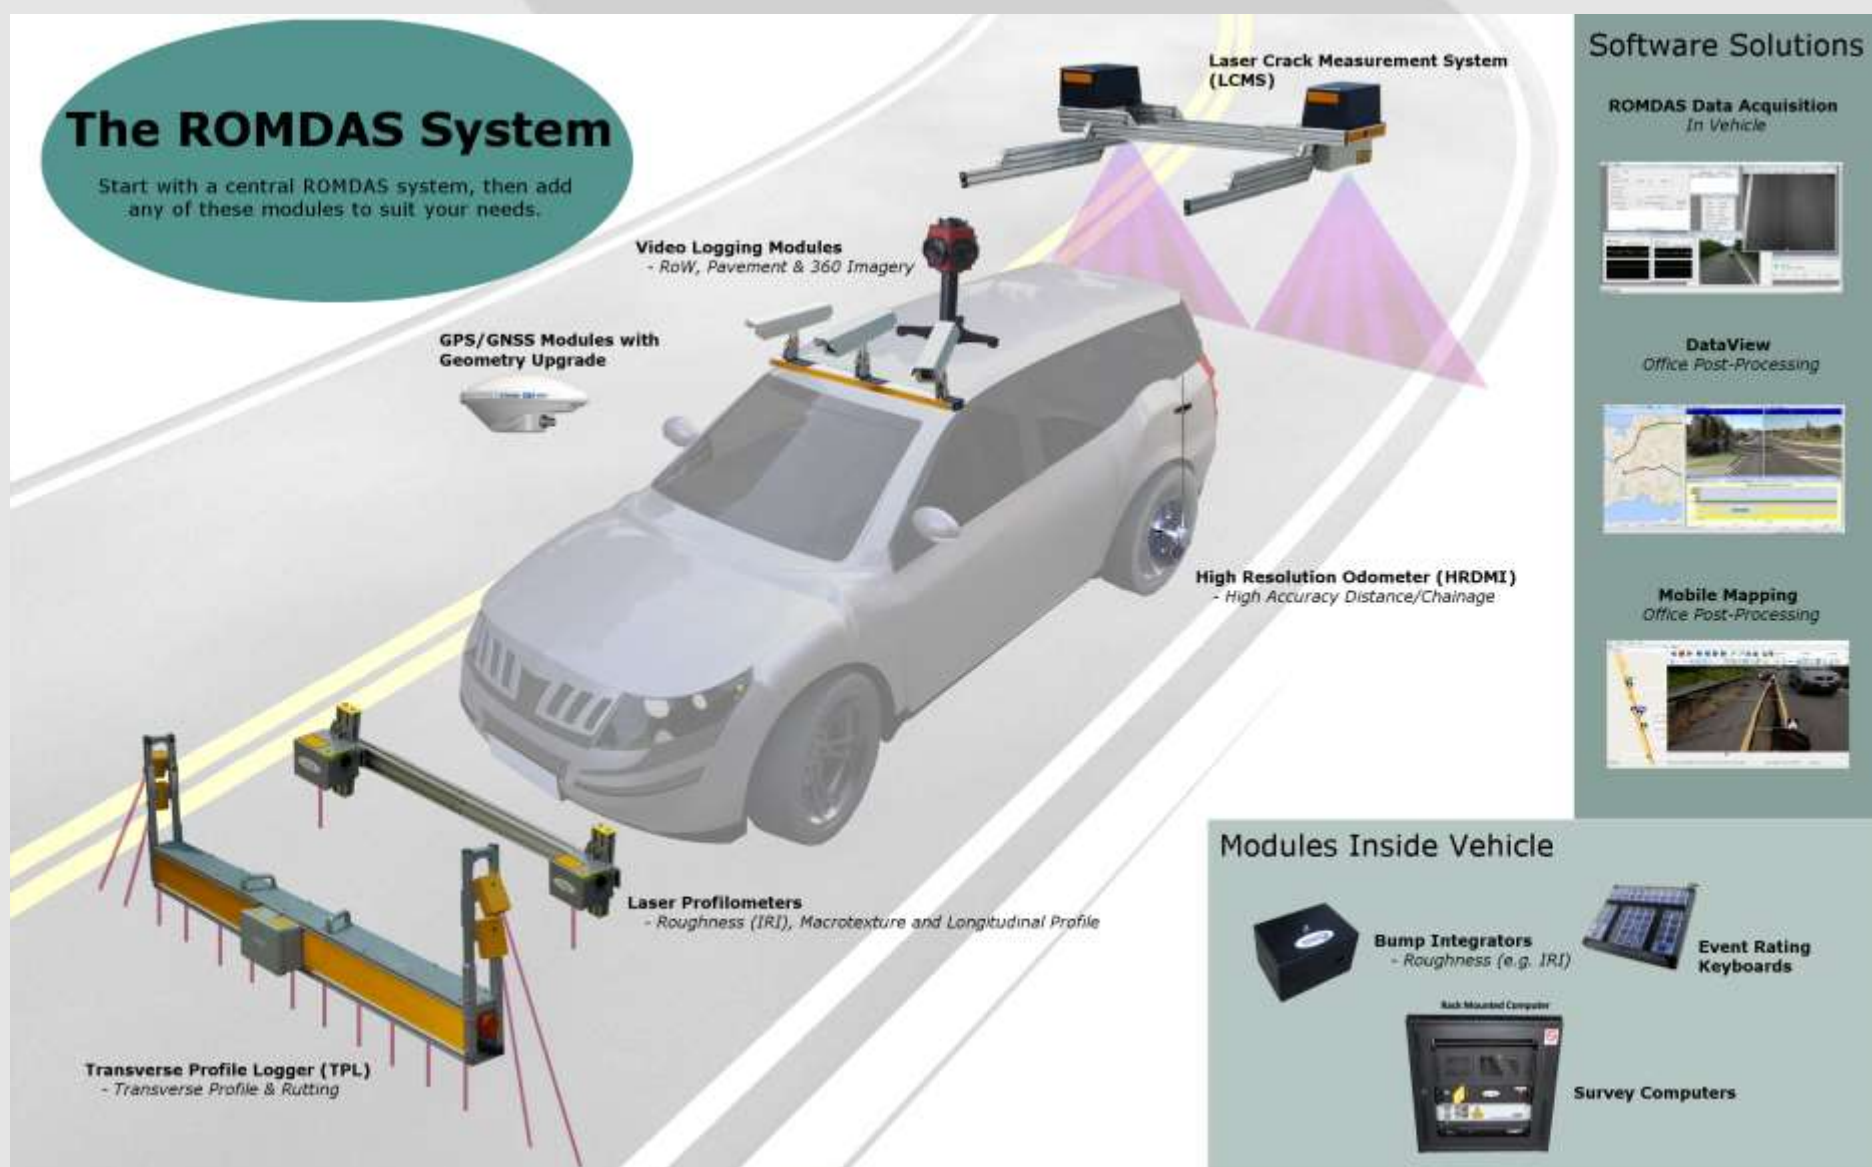 The ROMDAS System
Start with a central ROMDAS system, then add
any of these modules to suit your needs.
Laser Crack Measurement System
(LCMS)
Video Logging Modules
- RoW, Pavement & 360 Imagery
GPS/GNSS Modules with
Geometry Upgrade
High Resolution Odometer (HRDMI)
- High Accuracy Distance/Chainage
Laser Profilometers
- Roughness (IRI), Macrotexture and Longitudinal Profile
Transverse Profile Logger (TPL)
- Transverse Profile & Rutting
Software Solutions
ROMDAS Data Acquisition
In Vehicle
DataView
Office Post-Processing
Mobile Mapping
Office Post-Processing
Modules Inside Vehicle
Bump Integrators
- Roughness (e.g. IRI)
Event Rating
Keyboards
Rack Mounted Computer
Survey Computers